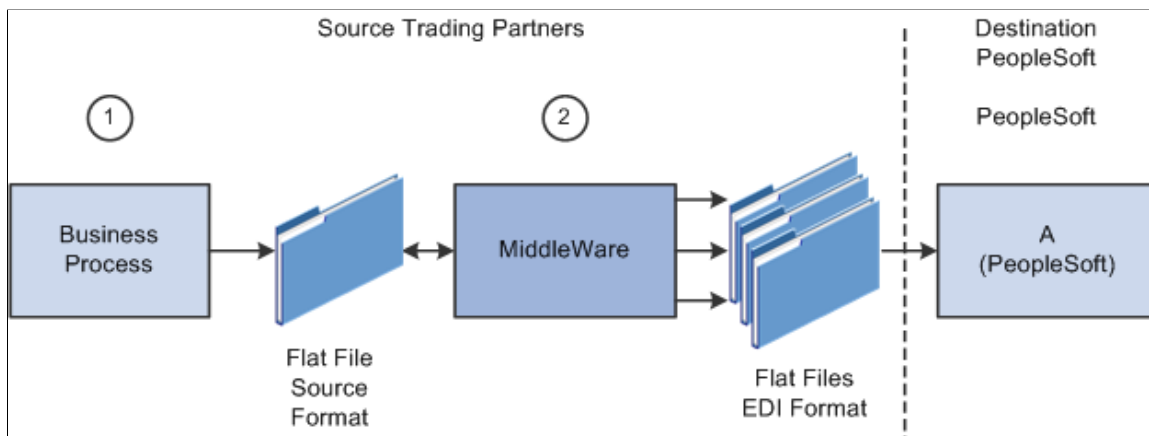 Source Trading Partners
Destination
PeopleSoft
PeopleSoft
1
2
Business
Process
MiddleWare
A
(PeopleSoft)
Flat File
Source
Format
Flat Files
EDI Format